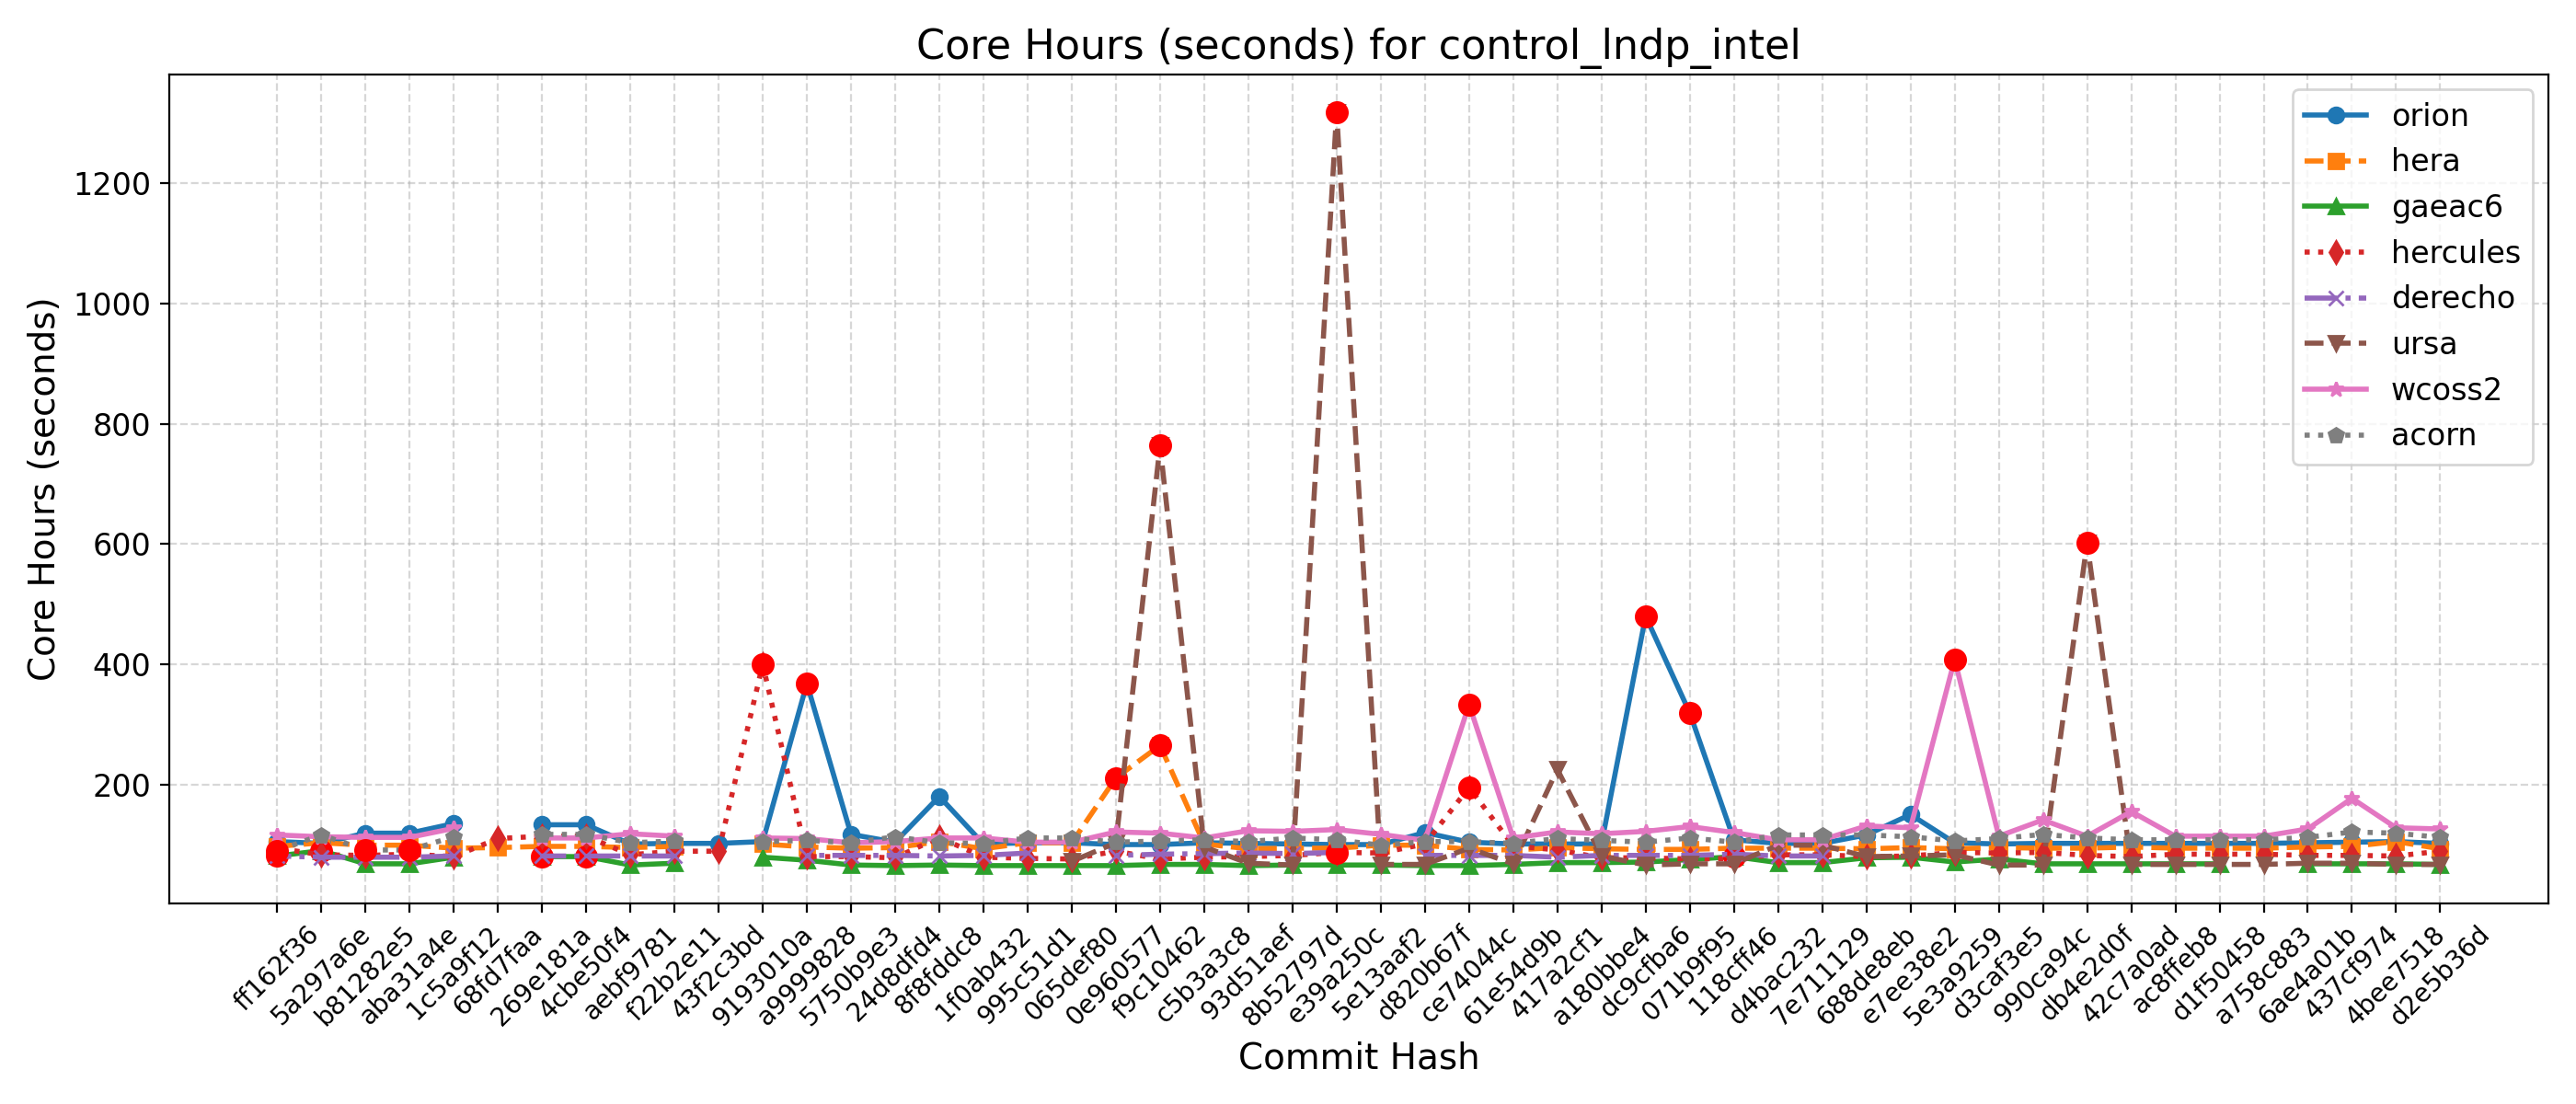 Core Hours (seconds) for control_lndp_intel
Core Hours (seconds)
1200
1000
800
600
400
200
orion
hera
gaeac6
hercules
derecho
ursa
wcoss2
acorn
ff162f36
5a297a6e
b81282e5
aba31a4e
1c5a9f12
68fd7faa
269e181a
4cbe50f4
aebf9781
f22b2e11
43f2c3bd
9193010a
a9999828
5750b9e3
24d8dfd4
8f8fddc8
1f0ab432
995c51d1
065def80
0e960577
f9c10462
c5b3a3c8
93d51aef
8b52797d
e39a250c
5e13aaf2
d820b67f
ce74044c
61e54d9b
417a2cf1
a180bbe4
dc9cfba6
071b9f95
118cff46
d4bac232
7e711129
688de8eb
e7ee38e2
5e3a9259
d3caf3e5
990ca94c
db4e2d0f
42c7a0ad
ac8ffeb8
d1f50458
a758c883
6ae4a01b
437cf974
4bee7518
d2e5b36d
Commit Hash